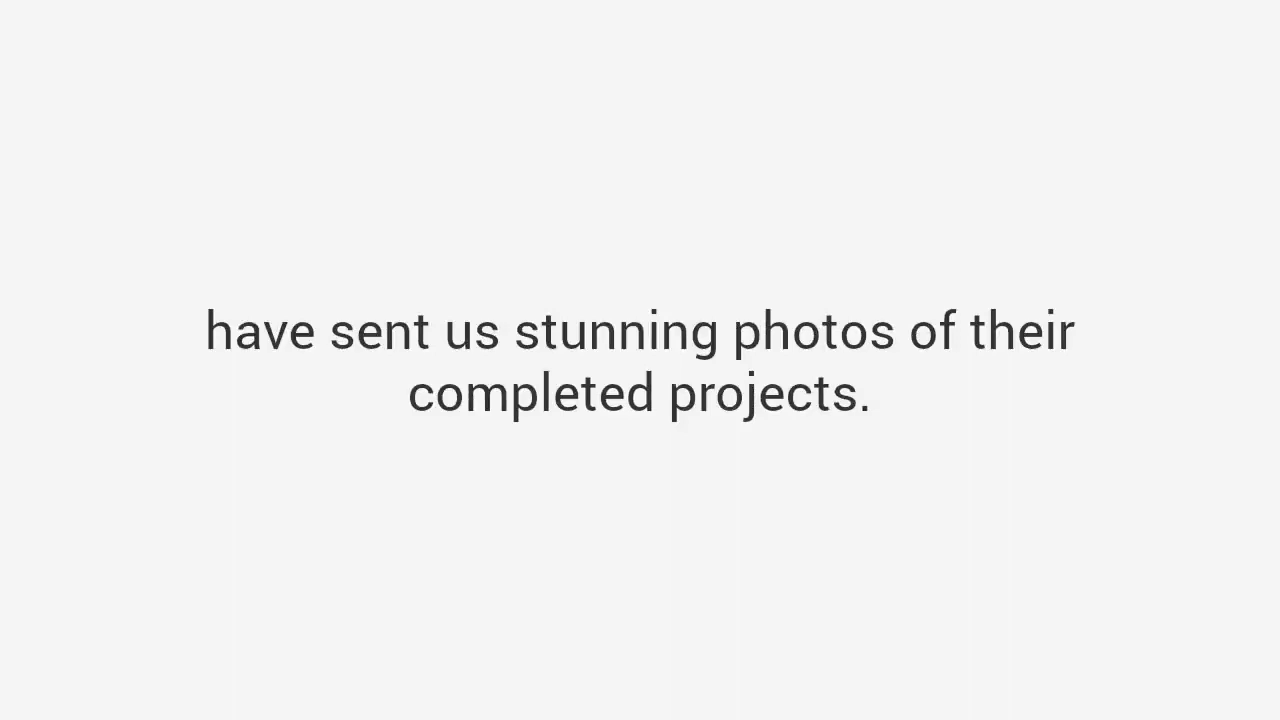 have sent us stunning photos of their
completed projects.